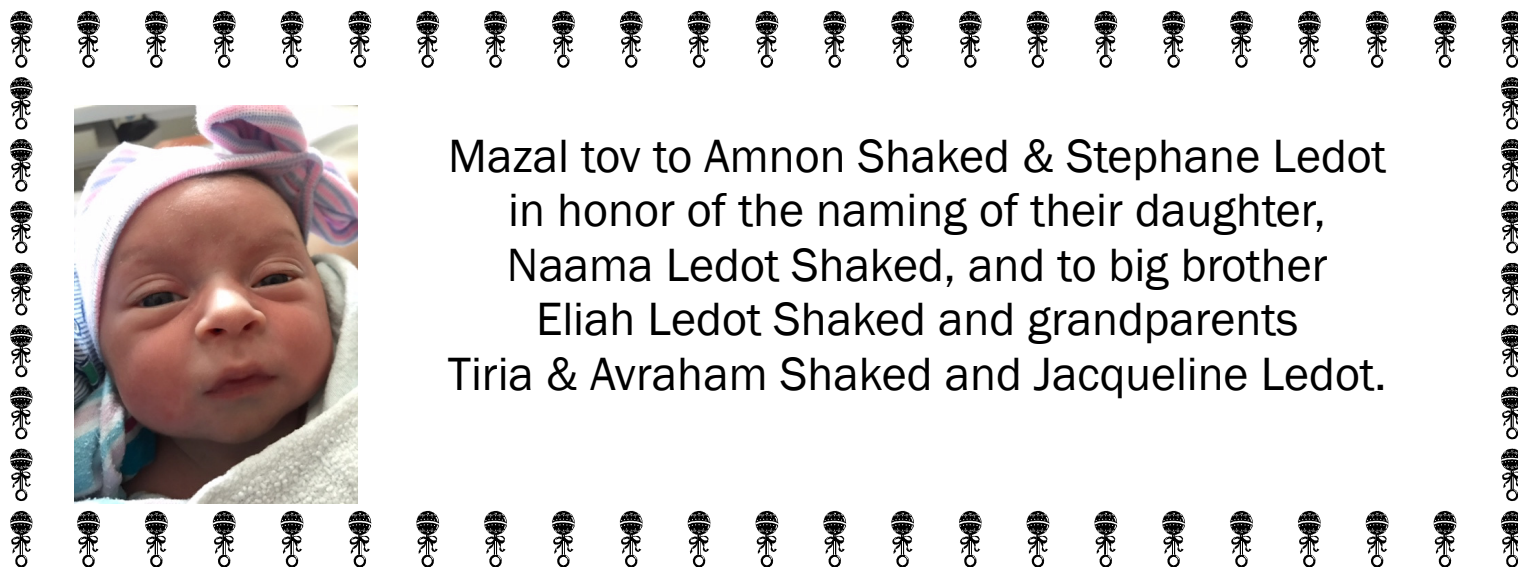 Mazal tov to Amnon Shaked & Stephane Ledot
in honor of the naming of their daughter,
Naama Ledot Shaked, and to big brother
Eliah Ledot Shaked and grandparents
Tiria & Avraham Shaked and Jacqueline Ledot.